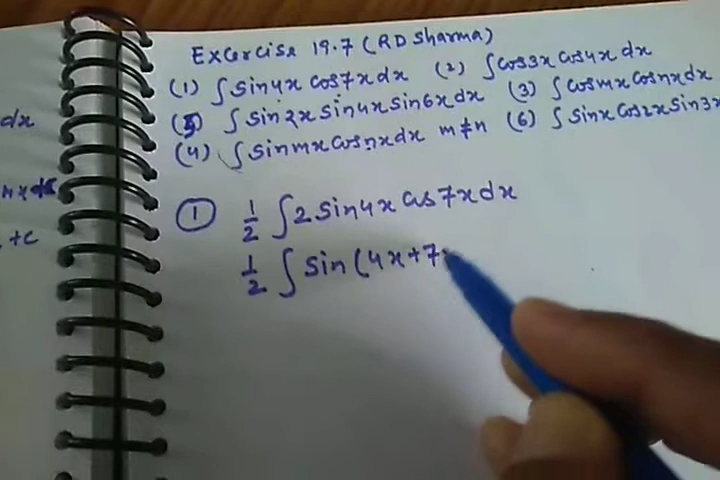 Excercise 19.7 (RD Sharma)
(1) ∫ sin4x cos7x dx (2) ∫ cos3x cos4x dx
(5) ∫ sin2x sin4x sin6x dx (3) ∫ cosmx cosnx dx
(4) ∫ sinmx cosnx dx m≠n (6) ∫ sinx cos2x sin3x
① 1/2 ∫ 2 sin4x cos7x dx
1/2 ∫ sin (4x+7
dx
+c